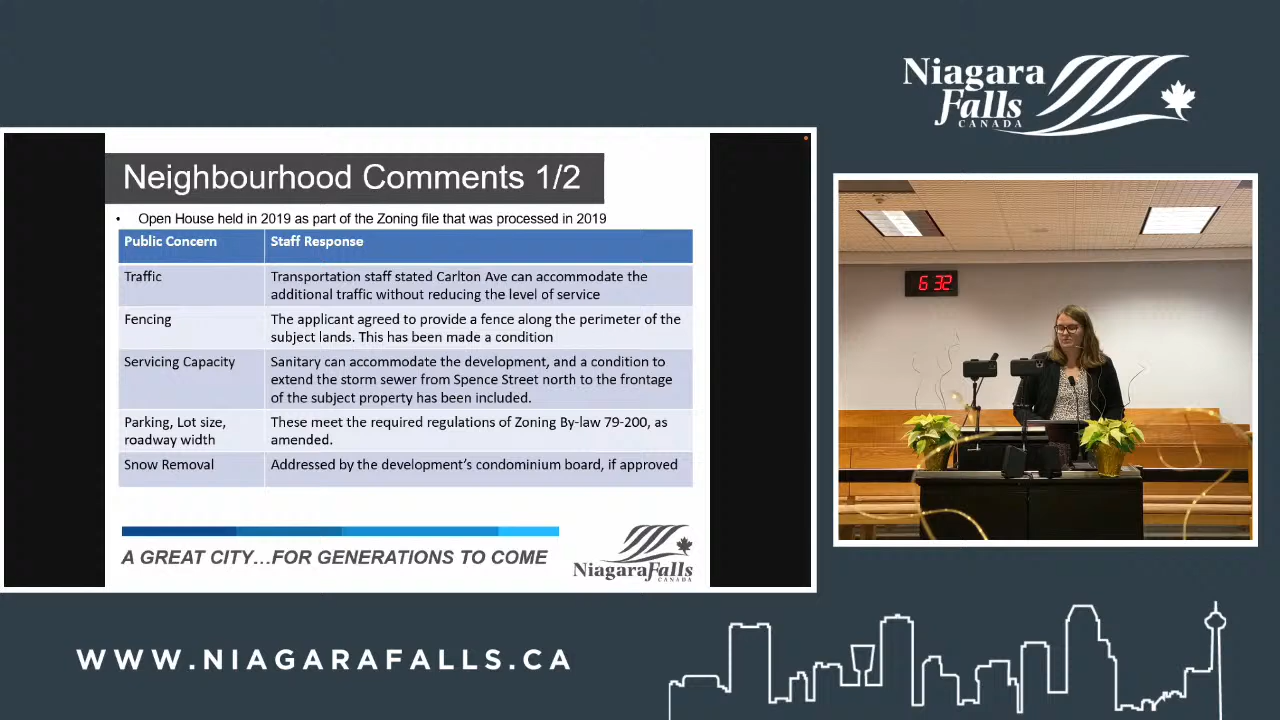 Niagara
Falls
CANADA
Neighbourhood Comments 1/2
• Open House held in 2019 as part of the Zoning file that was processed in 2019
Public Concern
Staff Response
Traffic
Transportation staff stated Carlton Ave can accommodate the
additional traffic without reducing the level of service
Fencing
The applicant agreed to provide a fence along the perimeter of the
subject lands. This has been made a condition
Servicing Capacity
Sanitary can accommodate the development, and a condition to
extend the storm sewer from Spence Street north to the frontage
of the subject property has been included.
Parking, Lot size,
roadway width
These meet the required regulations of Zoning By-law 79-200, as
amended.
Snow Removal
Addressed by the development's condominium board, if approved
A GREAT CITY...FOR GENERATIONS TO COME
NiagaraFalls
CANADA
6 32
WWW.NIAGARAFALLS.CA